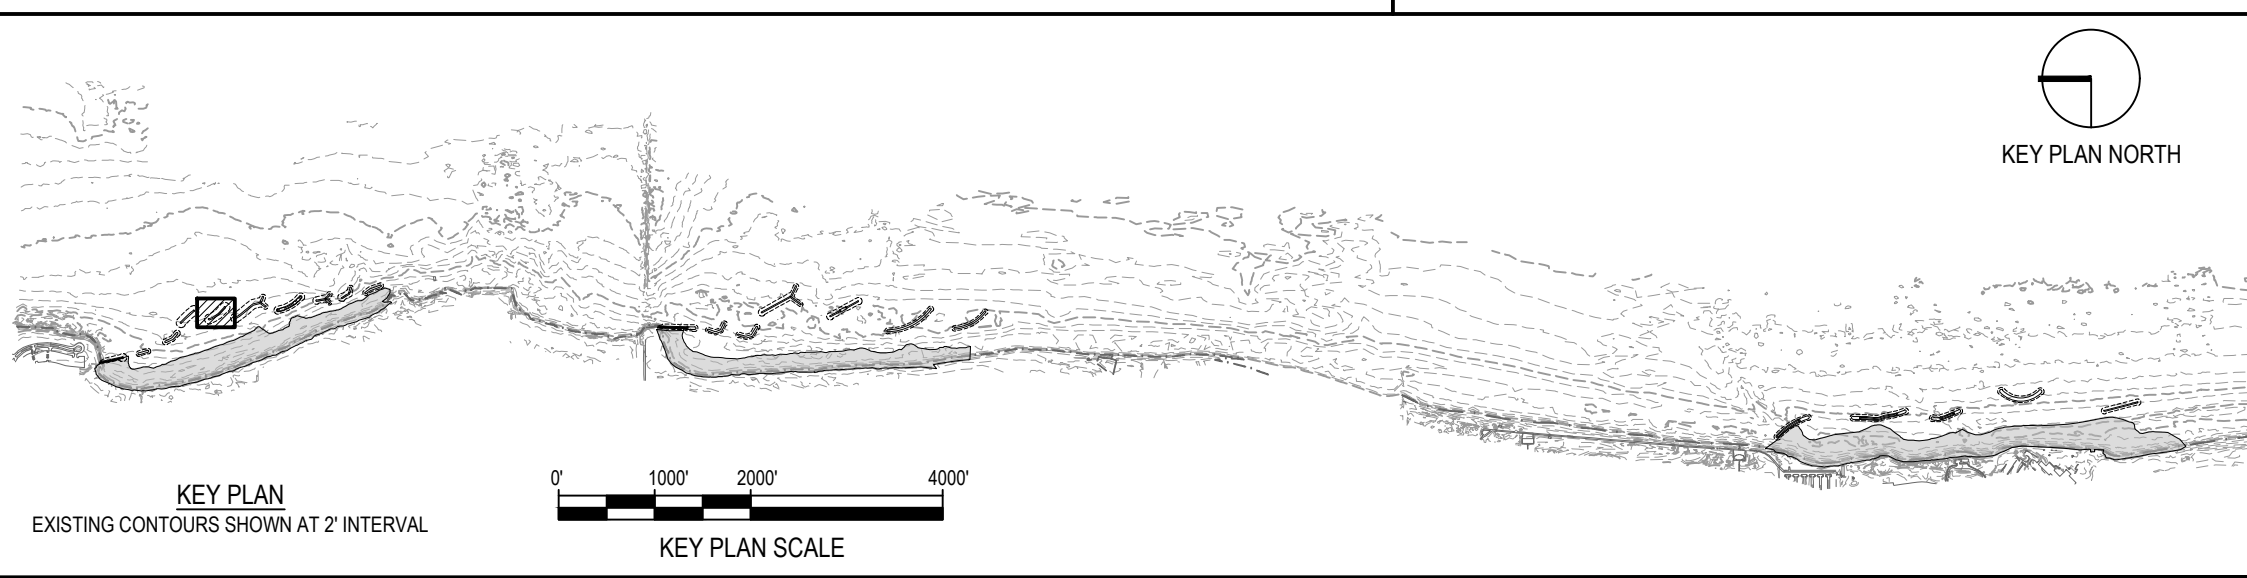 KEY PLAN NORTH
KEY PLAN
EXISTING CONTOURS SHOWN AT 2' INTERVAL
0' 1000' 2000' 4000'
KEY PLAN SCALE